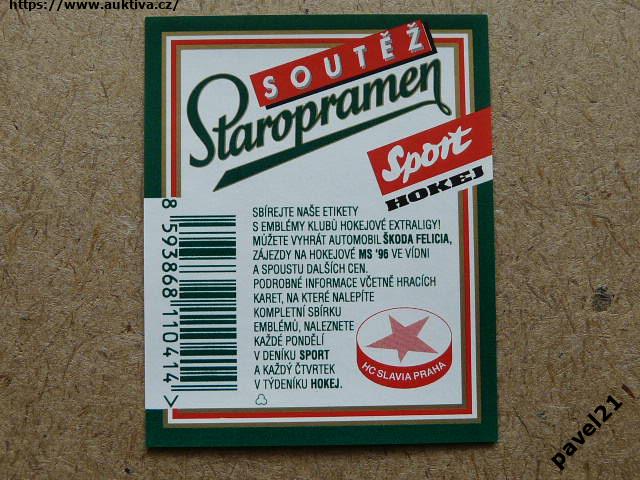 https://www.auktiva.cz/
SOUTĚŽ
Staropramen
Sport
HOKEJ
SBÍREJTE NAŠE ETIKETY
S EMBLÉMY KLUBŮ HOKEJOVÉ EXTRALIGY!
MŮŽETE VYHRÁT AUTOMOBIL ŠKODA FELICIA,
ZÁJEZDY NA HOKEJOVÉ MS '96 VE VÍDNI
A SPOUSTU DALŠÍCH CEN.
PODROBNÉ INFORMACE VČETNĚ HRACÍCH
KARET, NA KTERÉ NALEPÍTE
KOMPLETNÍ SBÍRKU
EMBLÉMŮ, NALEZNETE
KAŽDÉ PONDĚLÍ
V DENÍKU SPORT
A KAŽDÝ ČTVRTEK
V TÝDENÍKU HOKEJ.
HC SLAVIA PRAHA
8 593868 110414 >
pavel21